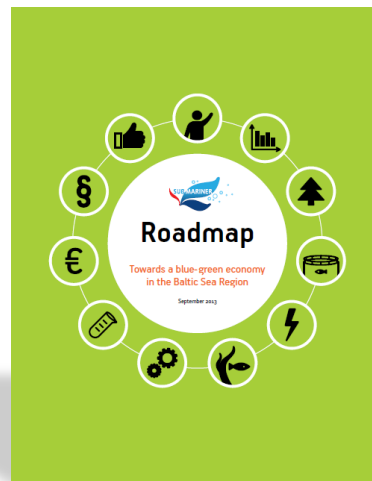 SUBMARINER
Roadmap
Towards a blue-green economy
in the Baltic Sea Region
September 2013
§
€